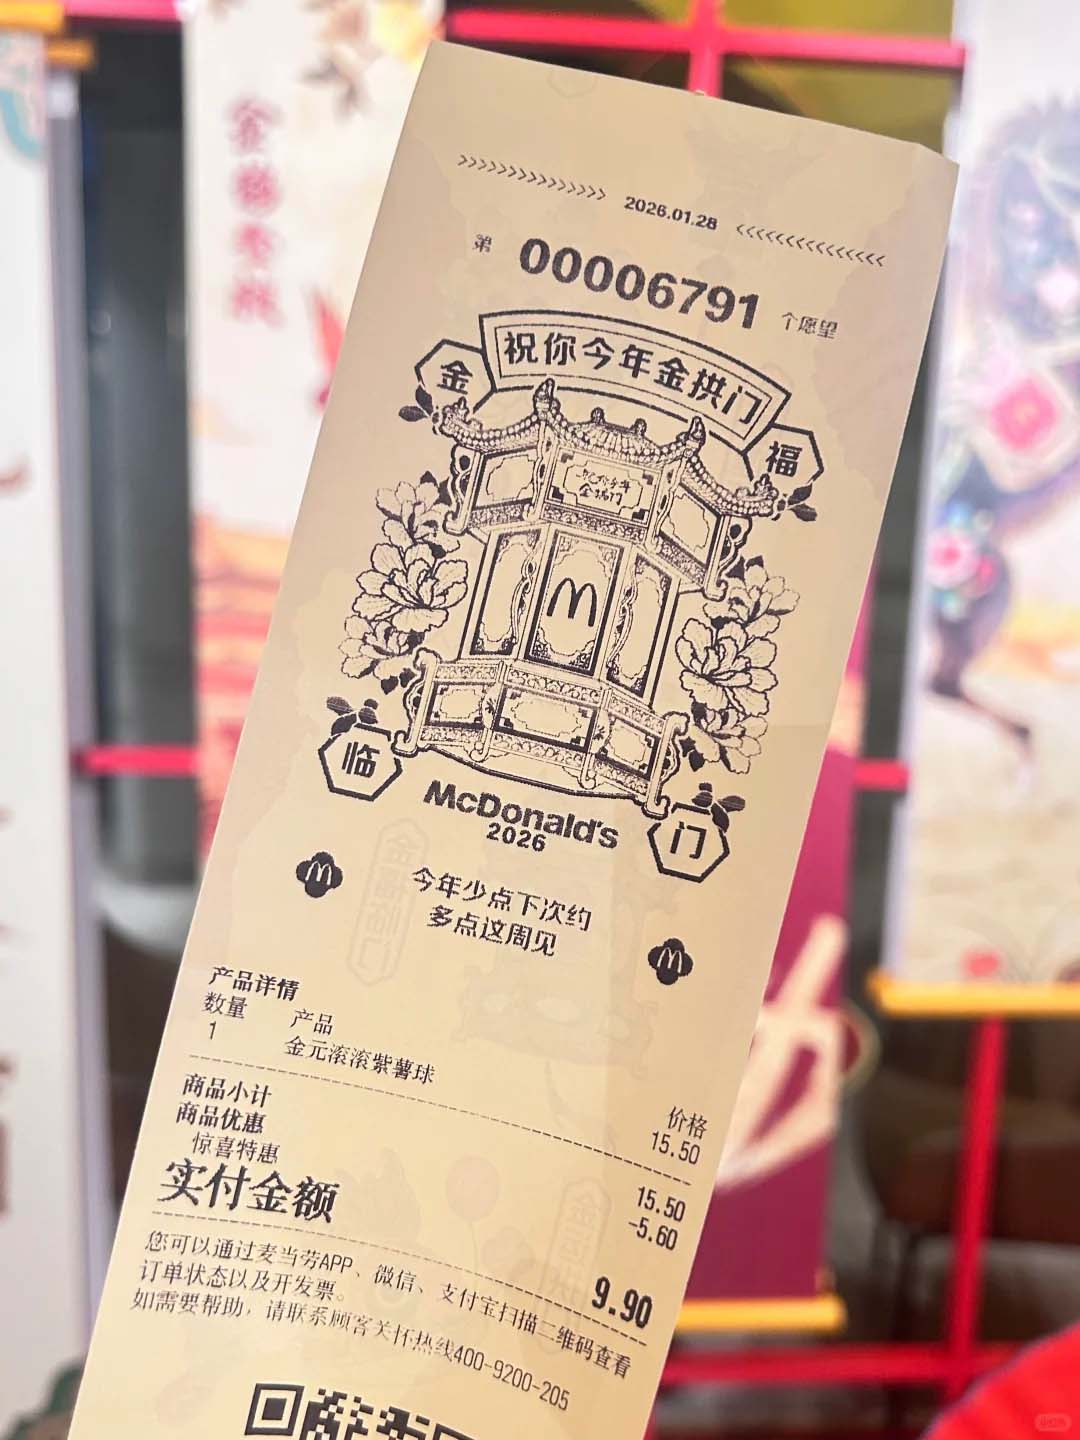 2026.01.28
第 00006791 个愿望
祝你今年金拱门
金 福
临 门
McDonald's
2026
今年少点下次约
多点这周见
产品详情
数量 产品 价格
1 金元滚滚紫薯球 15.50
商品小计 15.50
商品优惠 -5.60
惊喜特惠
实付金额 9.90
您可以通过麦当劳APP、微信、支付宝扫描二维码查看
订单状态以及开发票。
如需要帮助，请联系顾客关怀热线400-9200-205